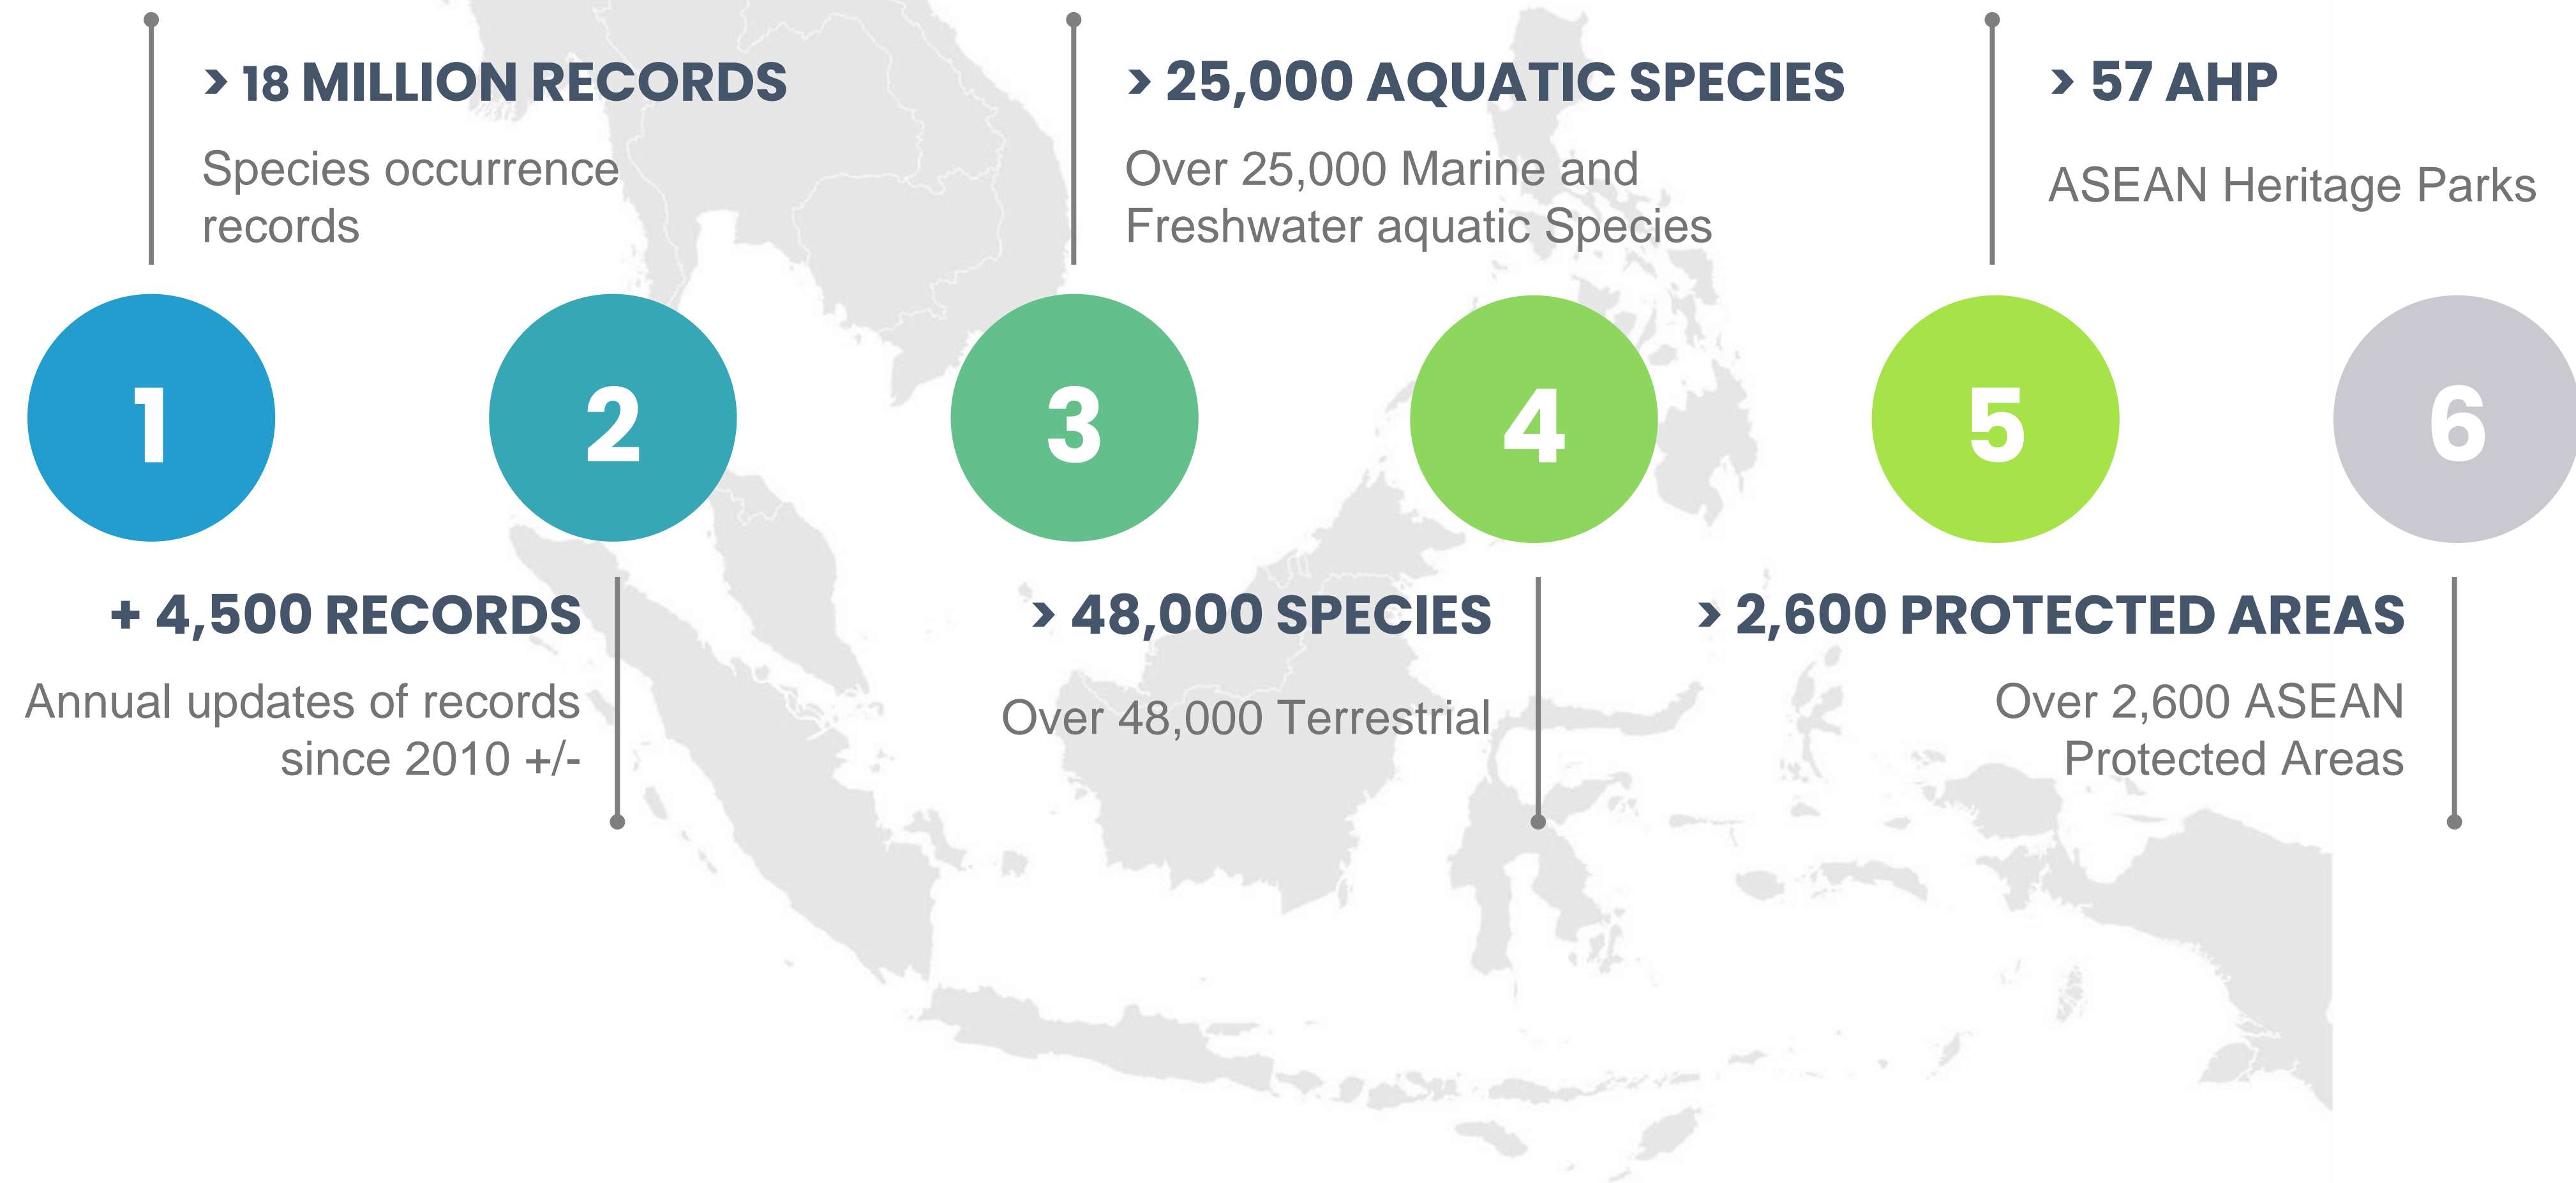 > 18 MILLION RECORDS
Species occurrence
records
> 25,000 AQUATIC SPECIES
Over 25,000 Marine and
Freshwater aquatic Species
> 57 AHP
ASEAN Heritage Parks
1
2
3
4
5
6
+ 4,500 RECORDS
Annual updates of records
since 2010 +/-
> 48,000 SPECIES
Over 48,000 Terrestrial
> 2,600 PROTECTED AREAS
Over 2,600 ASEAN
Protected Areas